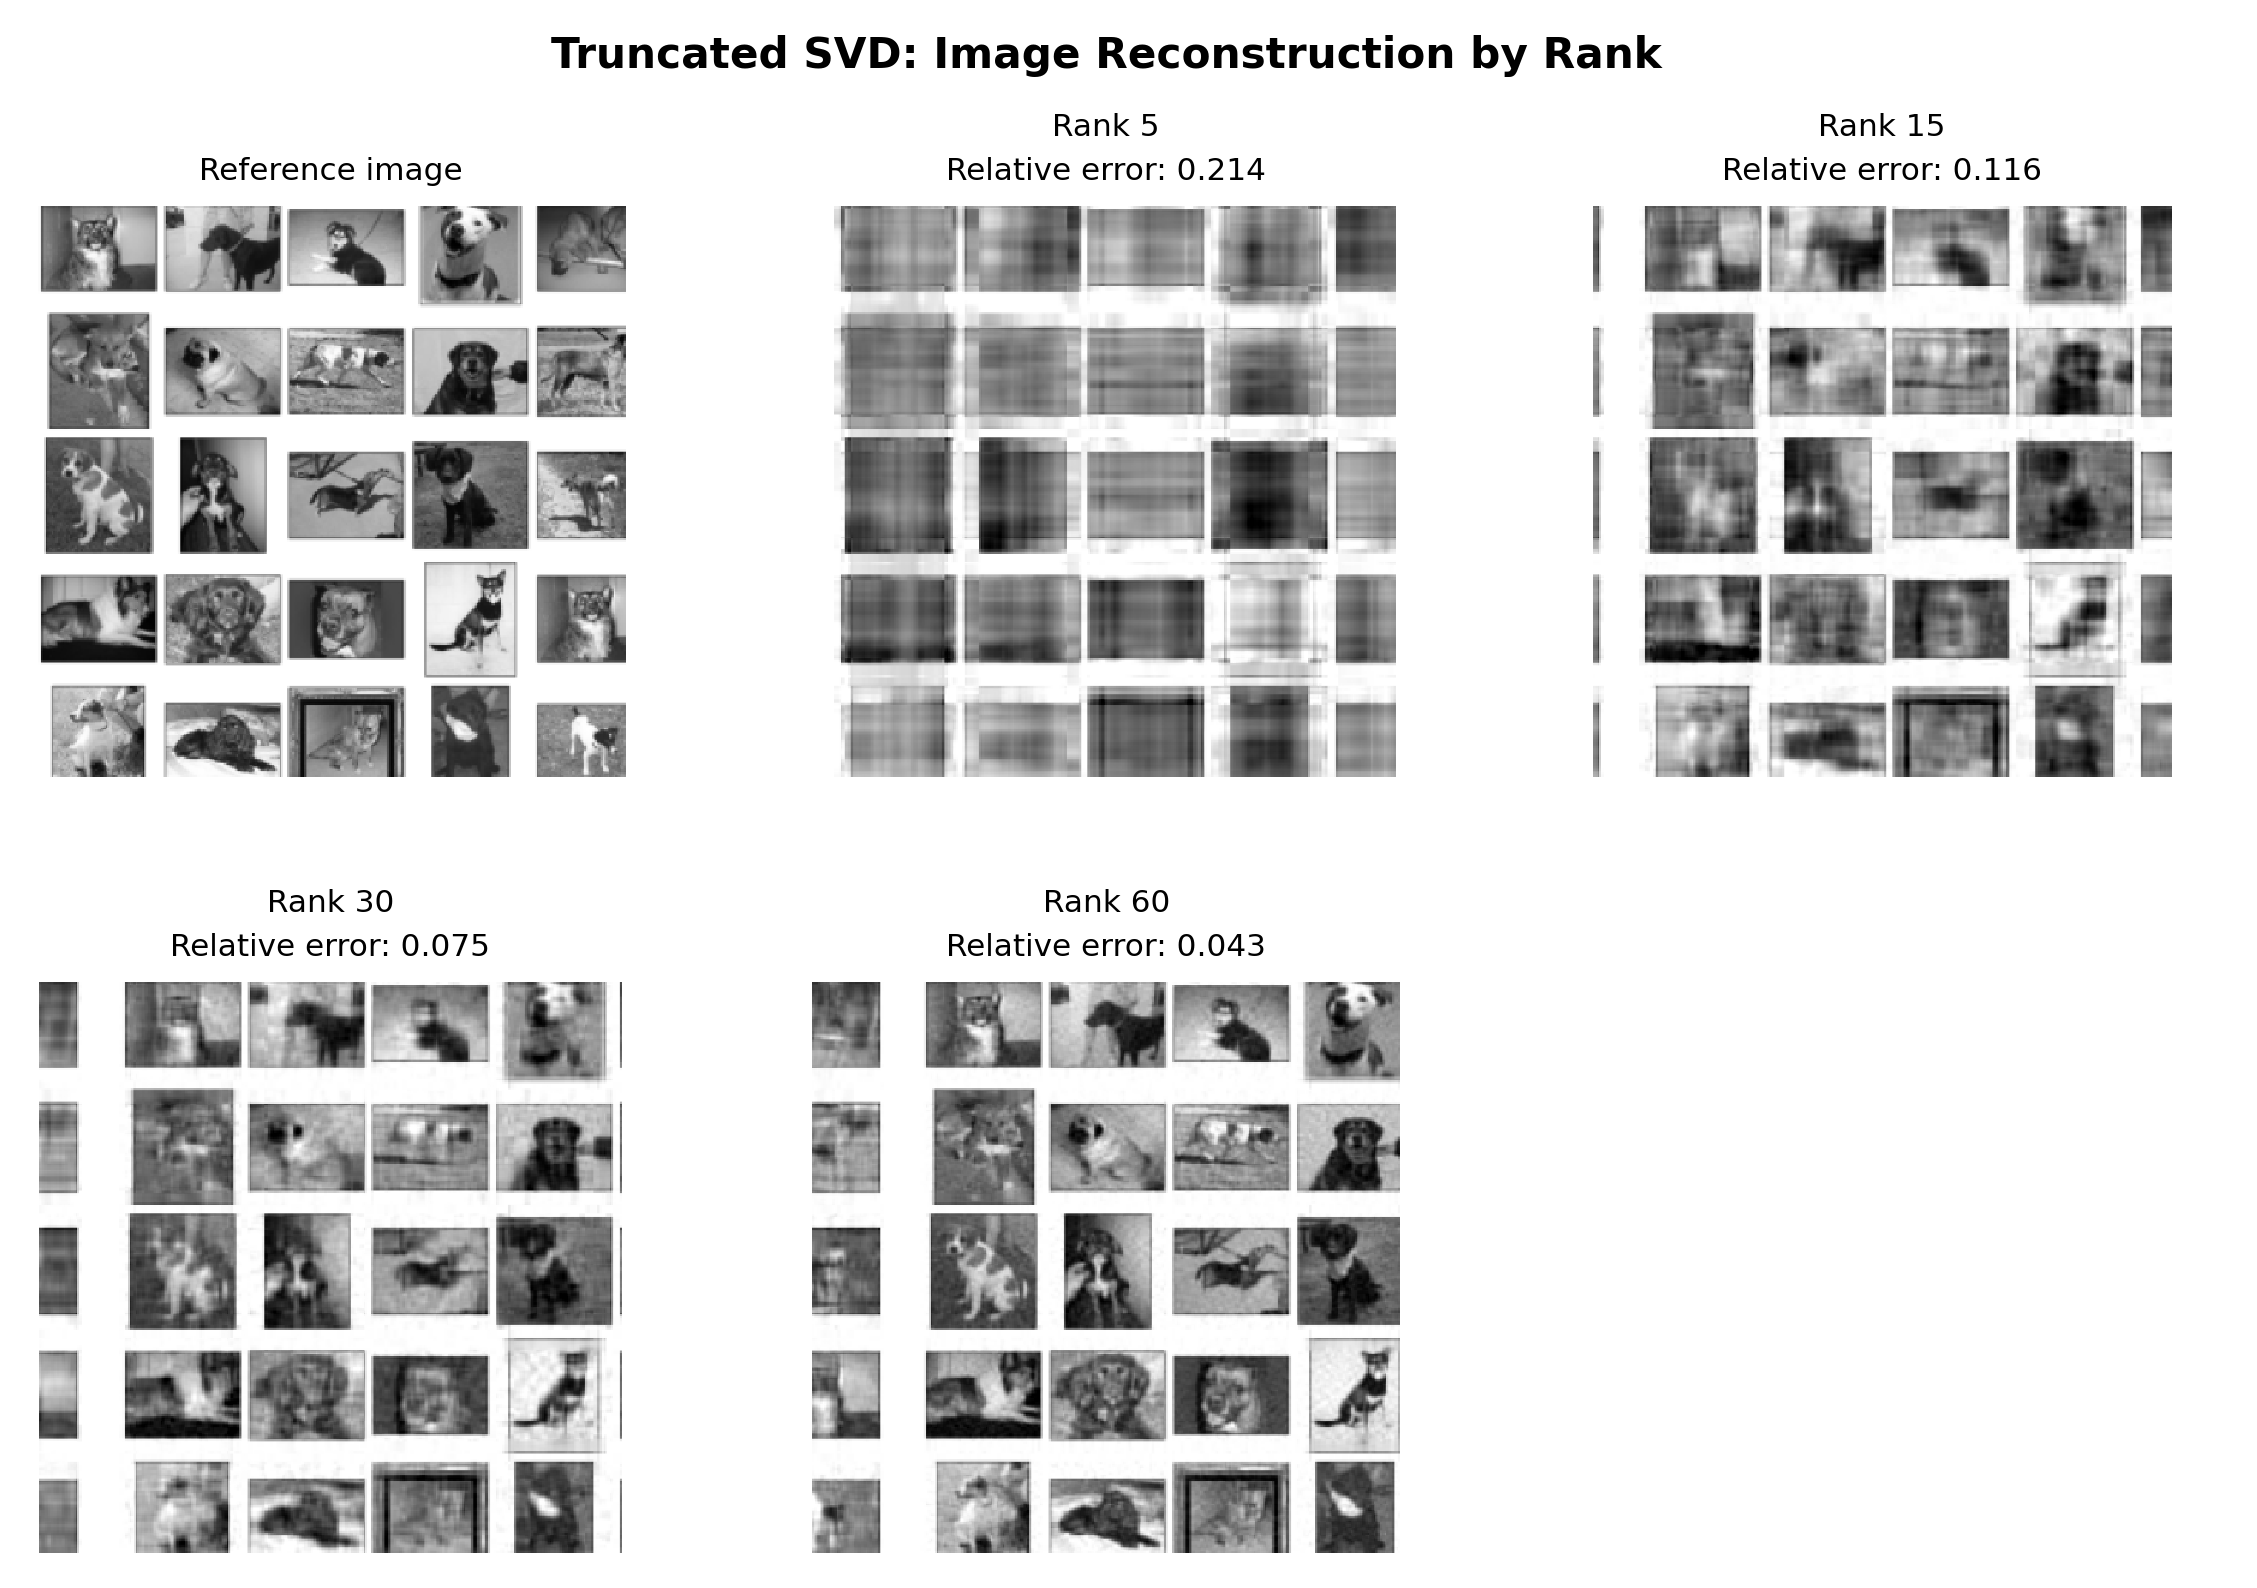 Truncated SVD: Image Reconstruction by Rank
Reference image
Rank 5
Relative error: 0.214
Rank 15
Relative error: 0.116
Rank 30
Relative error: 0.075
Rank 60
Relative error: 0.043